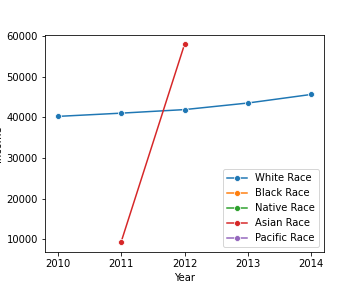 60000
50000
40000
30000
20000
10000
2010 2011 2012 2013 2014
Year
White Race
Black Race
Native Race
Asian Race
Pacific Race